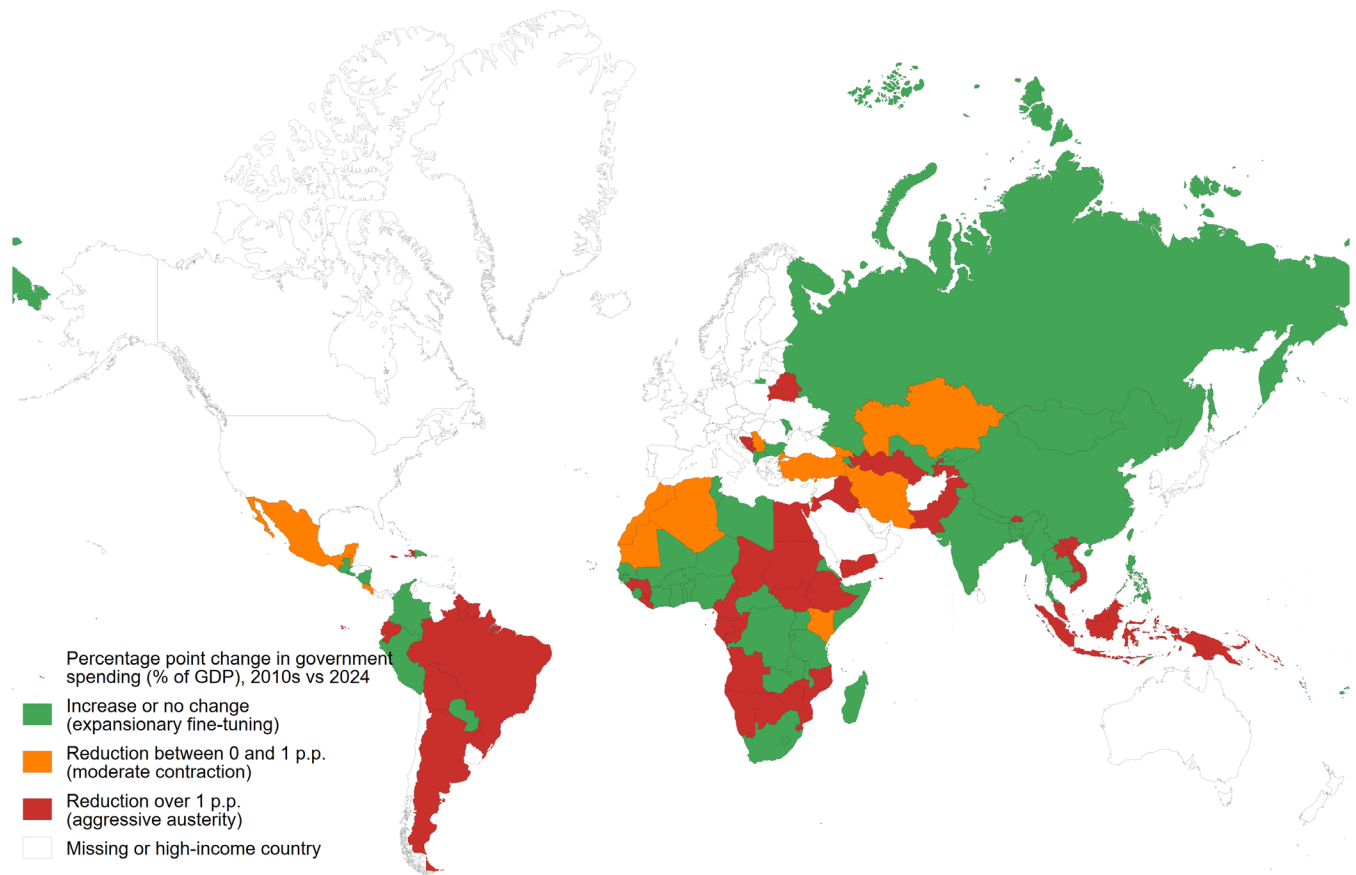 Percentage point change in government
spending (% of GDP), 2010s vs 2024
Increase or no change
(expansionary fine-tuning)
Reduction between 0 and 1 p.p.
(moderate contraction)
Reduction over 1 p.p.
(aggressive austerity)
Missing or high-income country